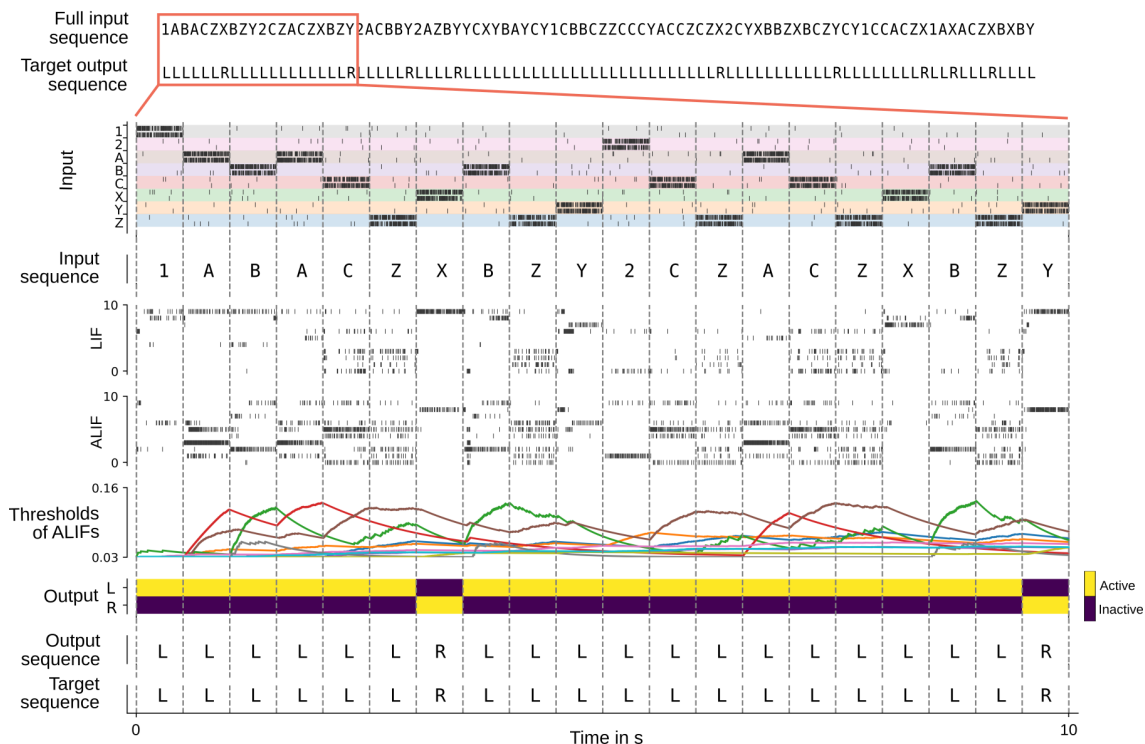 Full input sequence
1ABACZXBZY2CZACZXBZY2ACBBY2AZBYYCXYBAYCY1CBBCZZCCCYACCZCZX2CYXBBZXBCZYCY1CCACZX1AXACZXBXBY
Target output sequence
LLLLLLRLLLLLLLLLLLLRLLLLLRLLLLRLLLLLLLLLLLLLLLLLLLLLLLLLLRLLLLLLLLLLLRLLLLLLLLRLLRLLLRLLLL
Input
1
2
A
B
C
X
Y
Z
Input sequence
1 A B A C Z X B Z Y 2 C Z A C Z X B Z Y
LIF
10
0
ALIF
10
0
Thresholds of ALIFs
0.16
0.03
Output
L
R
Active
Inactive
Output sequence
L L L L L L R L L L L L L L L L L L L R
Target sequence
L L L L L L R L L L L L L L L L L L L R
0
10
Time in s